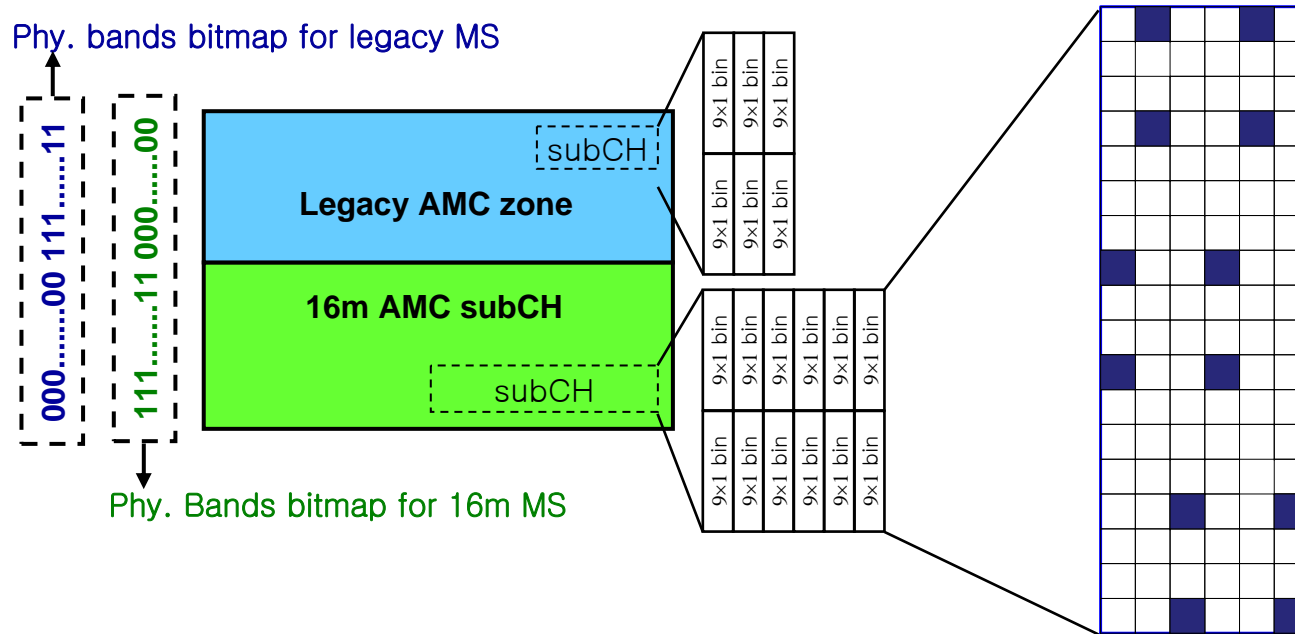 Phy. bands bitmap for legacy MS
000.......00 111......11
111.......11 000......00
subCH
Legacy AMC zone
16m AMC subCH
subCH
Phy. Bands bitmap for 16m MS
9×1 bin 9×1 bin 9×1 bin
9×1 bin 9×1 bin 9×1 bin
9×1 bin 9×1 bin 9×1 bin 9×1 bin 9×1 bin 9×1 bin
9×1 bin 9×1 bin 9×1 bin 9×1 bin 9×1 bin 9×1 bin